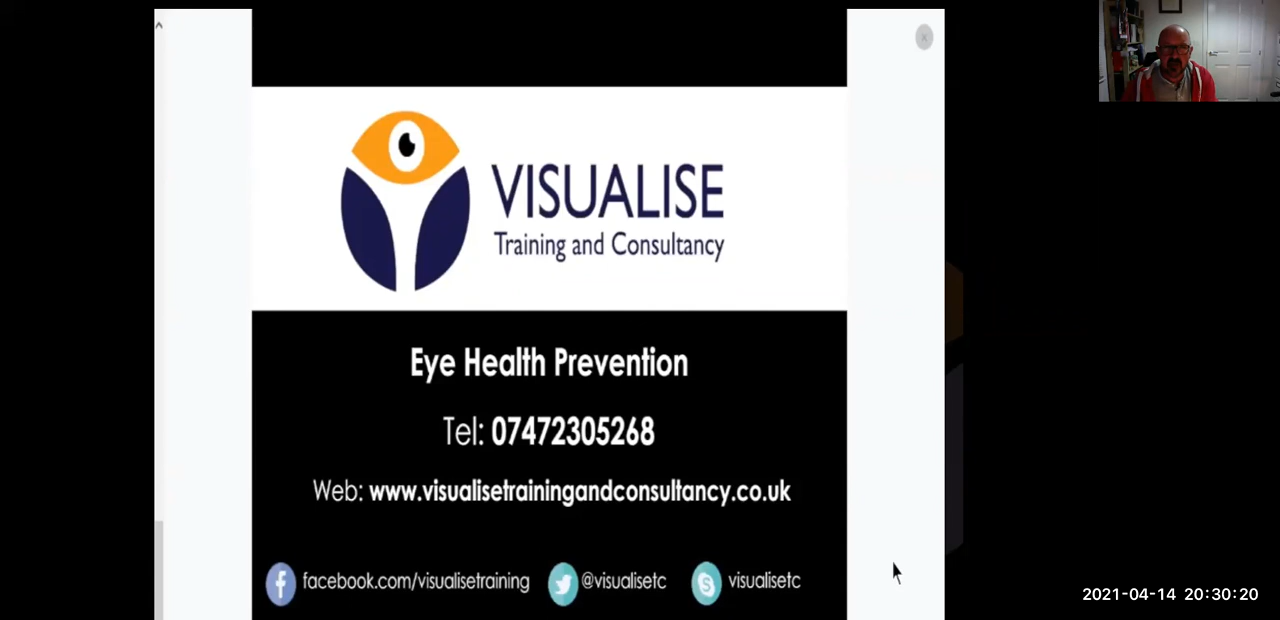 VISUALISE
Training and Consultancy
Eye Health Prevention
Tel: 07472305268
Web: www.visualisetrainingandconsultancy.co.uk
facebook.com/visualisetraining @visualisetc visualisetc
2021-04-14 20:30:20